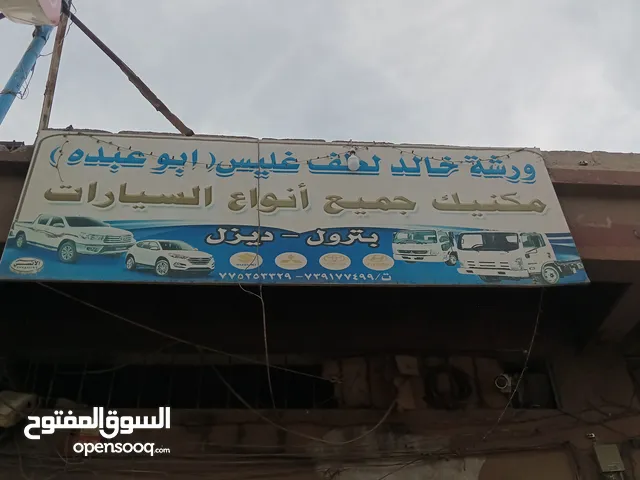 ورشة خالد لطف غليس (ابو عبده)
مكنيك جميع أنواع السيارات
بترول - ديزل
ت/٧٣٩١٧٧٤٩٩ - ٧٧٥٢٥٣٣٢٩
السوق المفتوح
opensooq.com